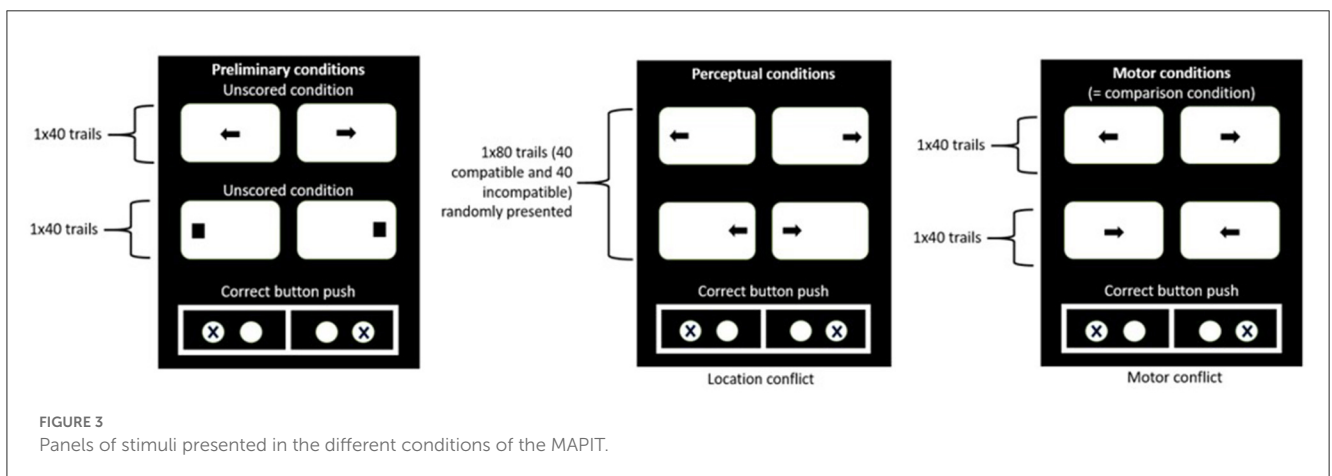 Preliminary conditions
Unscored condition
1x40 trails
Unscored condition
1x40 trails
Correct button push
X
X
Perceptual conditions
1x80 trails (40
compatible and 40
incompatible)
randomly presented
Correct button push
X
X
Location conflict
Motor conditions
(= comparison condition)
1x40 trails
1x40 trails
Correct button push
X
X
Motor conflict
FIGURE 3
Panels of stimuli presented in the different conditions of the MAPIT.